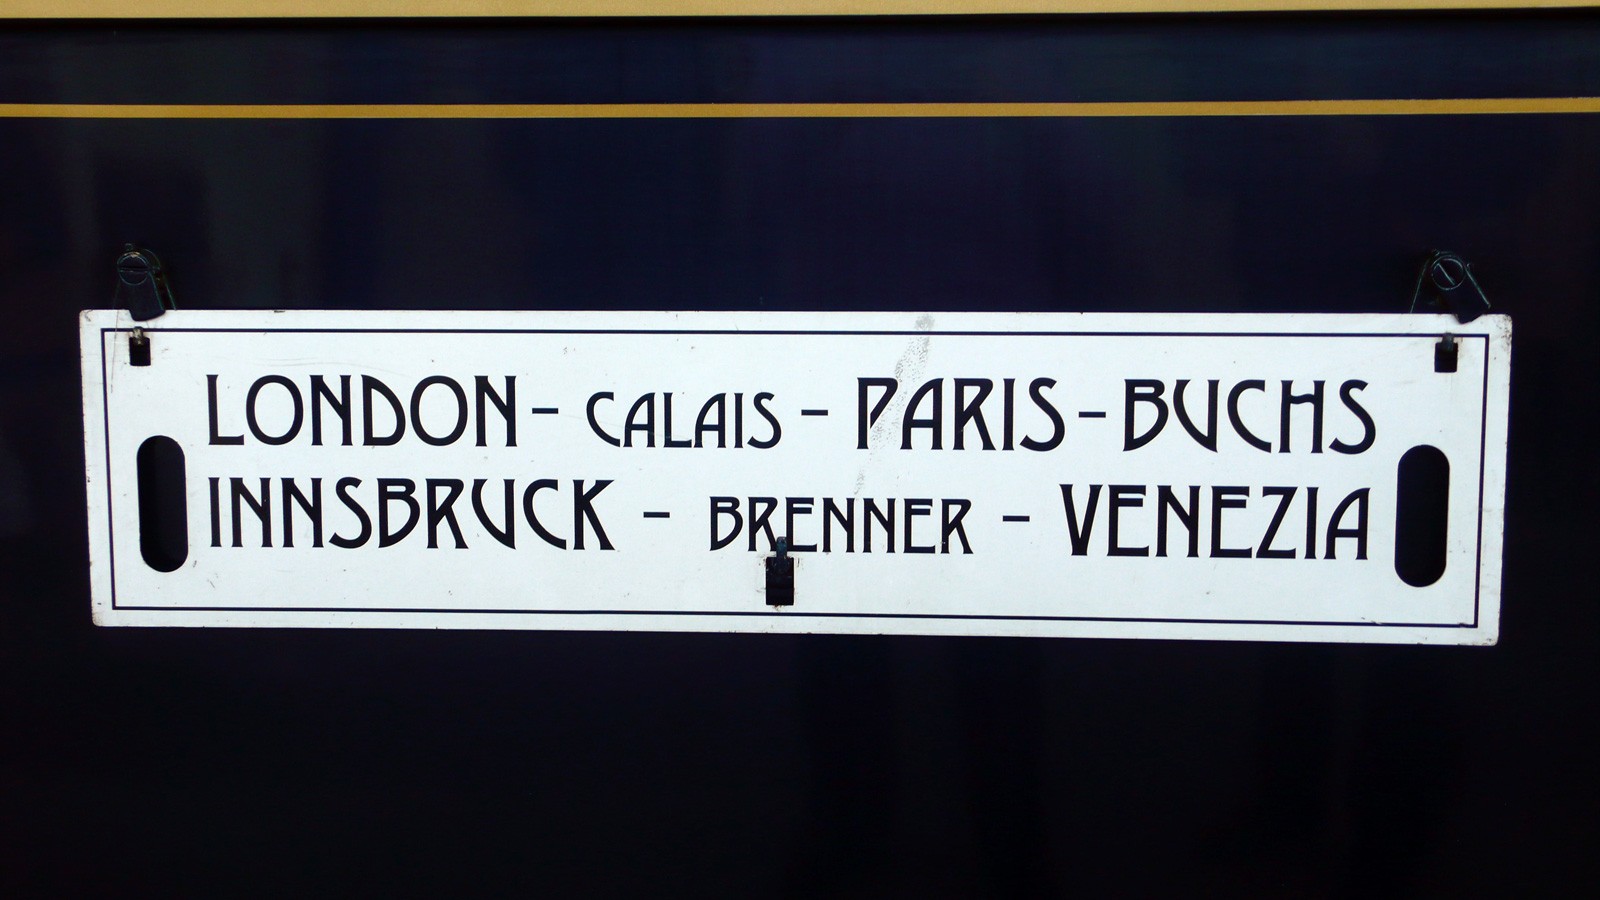 LONDON - CALAIS - PARIS - BUCHS
INNSBRUCK - BRENNER - VENEZIA